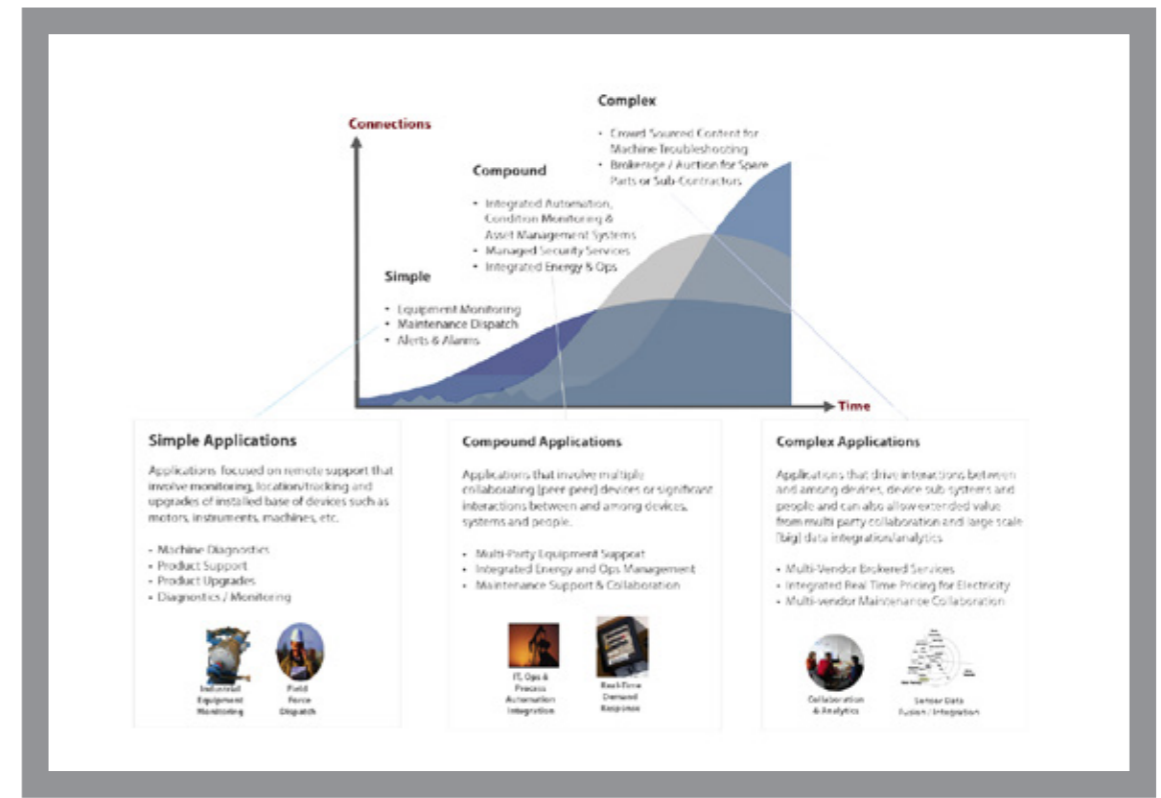 Complex
Connections
• Crowd Sourced Content for
Machine Troubleshooting
• Brokerage / Auction for Spare
Parts or Sub-Contractors
Compound
• Integrated Automation,
Condition Monitoring &
Asset Management Systems
• Managed Security Services
• Integrated Energy & Ops
Simple
• Equipment Monitoring
• Maintenance Dispatch
• Alerts & Alarms
Time
Simple Applications
Applications focused on remote support that
involve monitoring, location/tracking and
upgrades of installed base of devices such as
motors, instruments, machines, etc.
• Machine Diagnostics
• Product Support
• Product Upgrades
• Diagnostics / Monitoring
Industrial
Equipment
Monitoring
Field
Force
Dispatch
Compound Applications
Applications that involve multiple
collaborating [peer-peer] devices or significant
interactions between and among devices,
systems and people.
• Multi-Party Equipment Support
• Integrated Energy and Ops Management
• Maintenance Support & Collaboration
IT, Ops &
Process
Automation
Integration
Real-Time
Demand
Response
Complex Applications
Applications that drive interactions between
and among devices, device sub-systems and
people and can also allow extended value
from multi party collaboration and large scale
[big] data integration/analytics
• Multi-Vendor Brokered Services
• Integrated Real Time Pricing for Electricity
• Multi-vendor Maintenance Collaboration
Collaboration
& Analytics
Sensor Data
Fusion / Integration